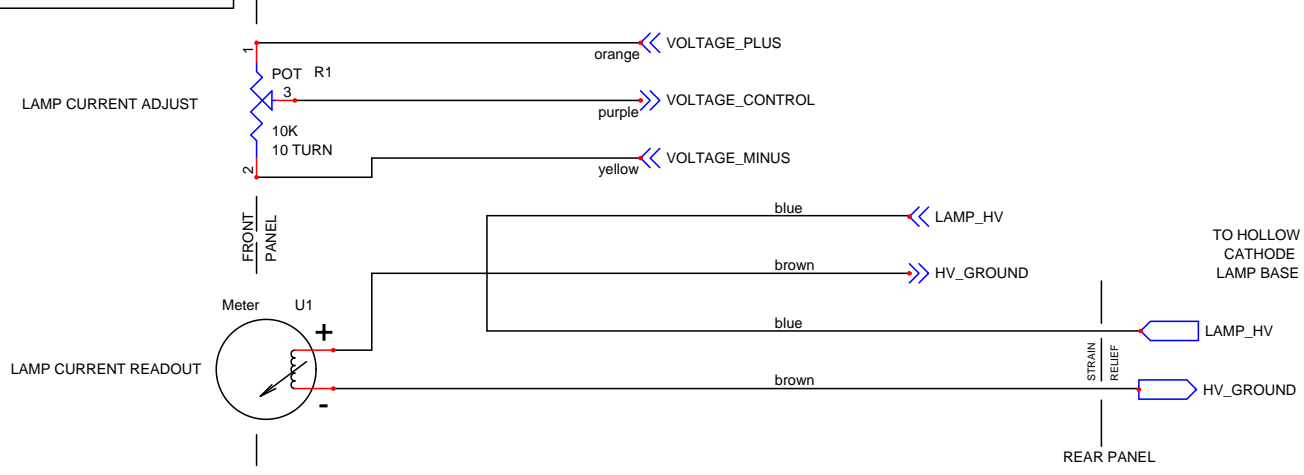 1
orange
VOLTAGE_PLUS
POT R1
3
LAMP CURRENT ADJUST
purple
VOLTAGE_CONTROL
10K
10 TURN
2
yellow
VOLTAGE_MINUS
FRONT
PANEL
blue
LAMP_HV
TO HOLLOW
CATHODE
LAMP BASE
brown
HV_GROUND
Meter U1
+
blue
LAMP_HV
STRAIN
RELIEF
LAMP CURRENT READOUT
brown
HV_GROUND
-
REAR PANEL